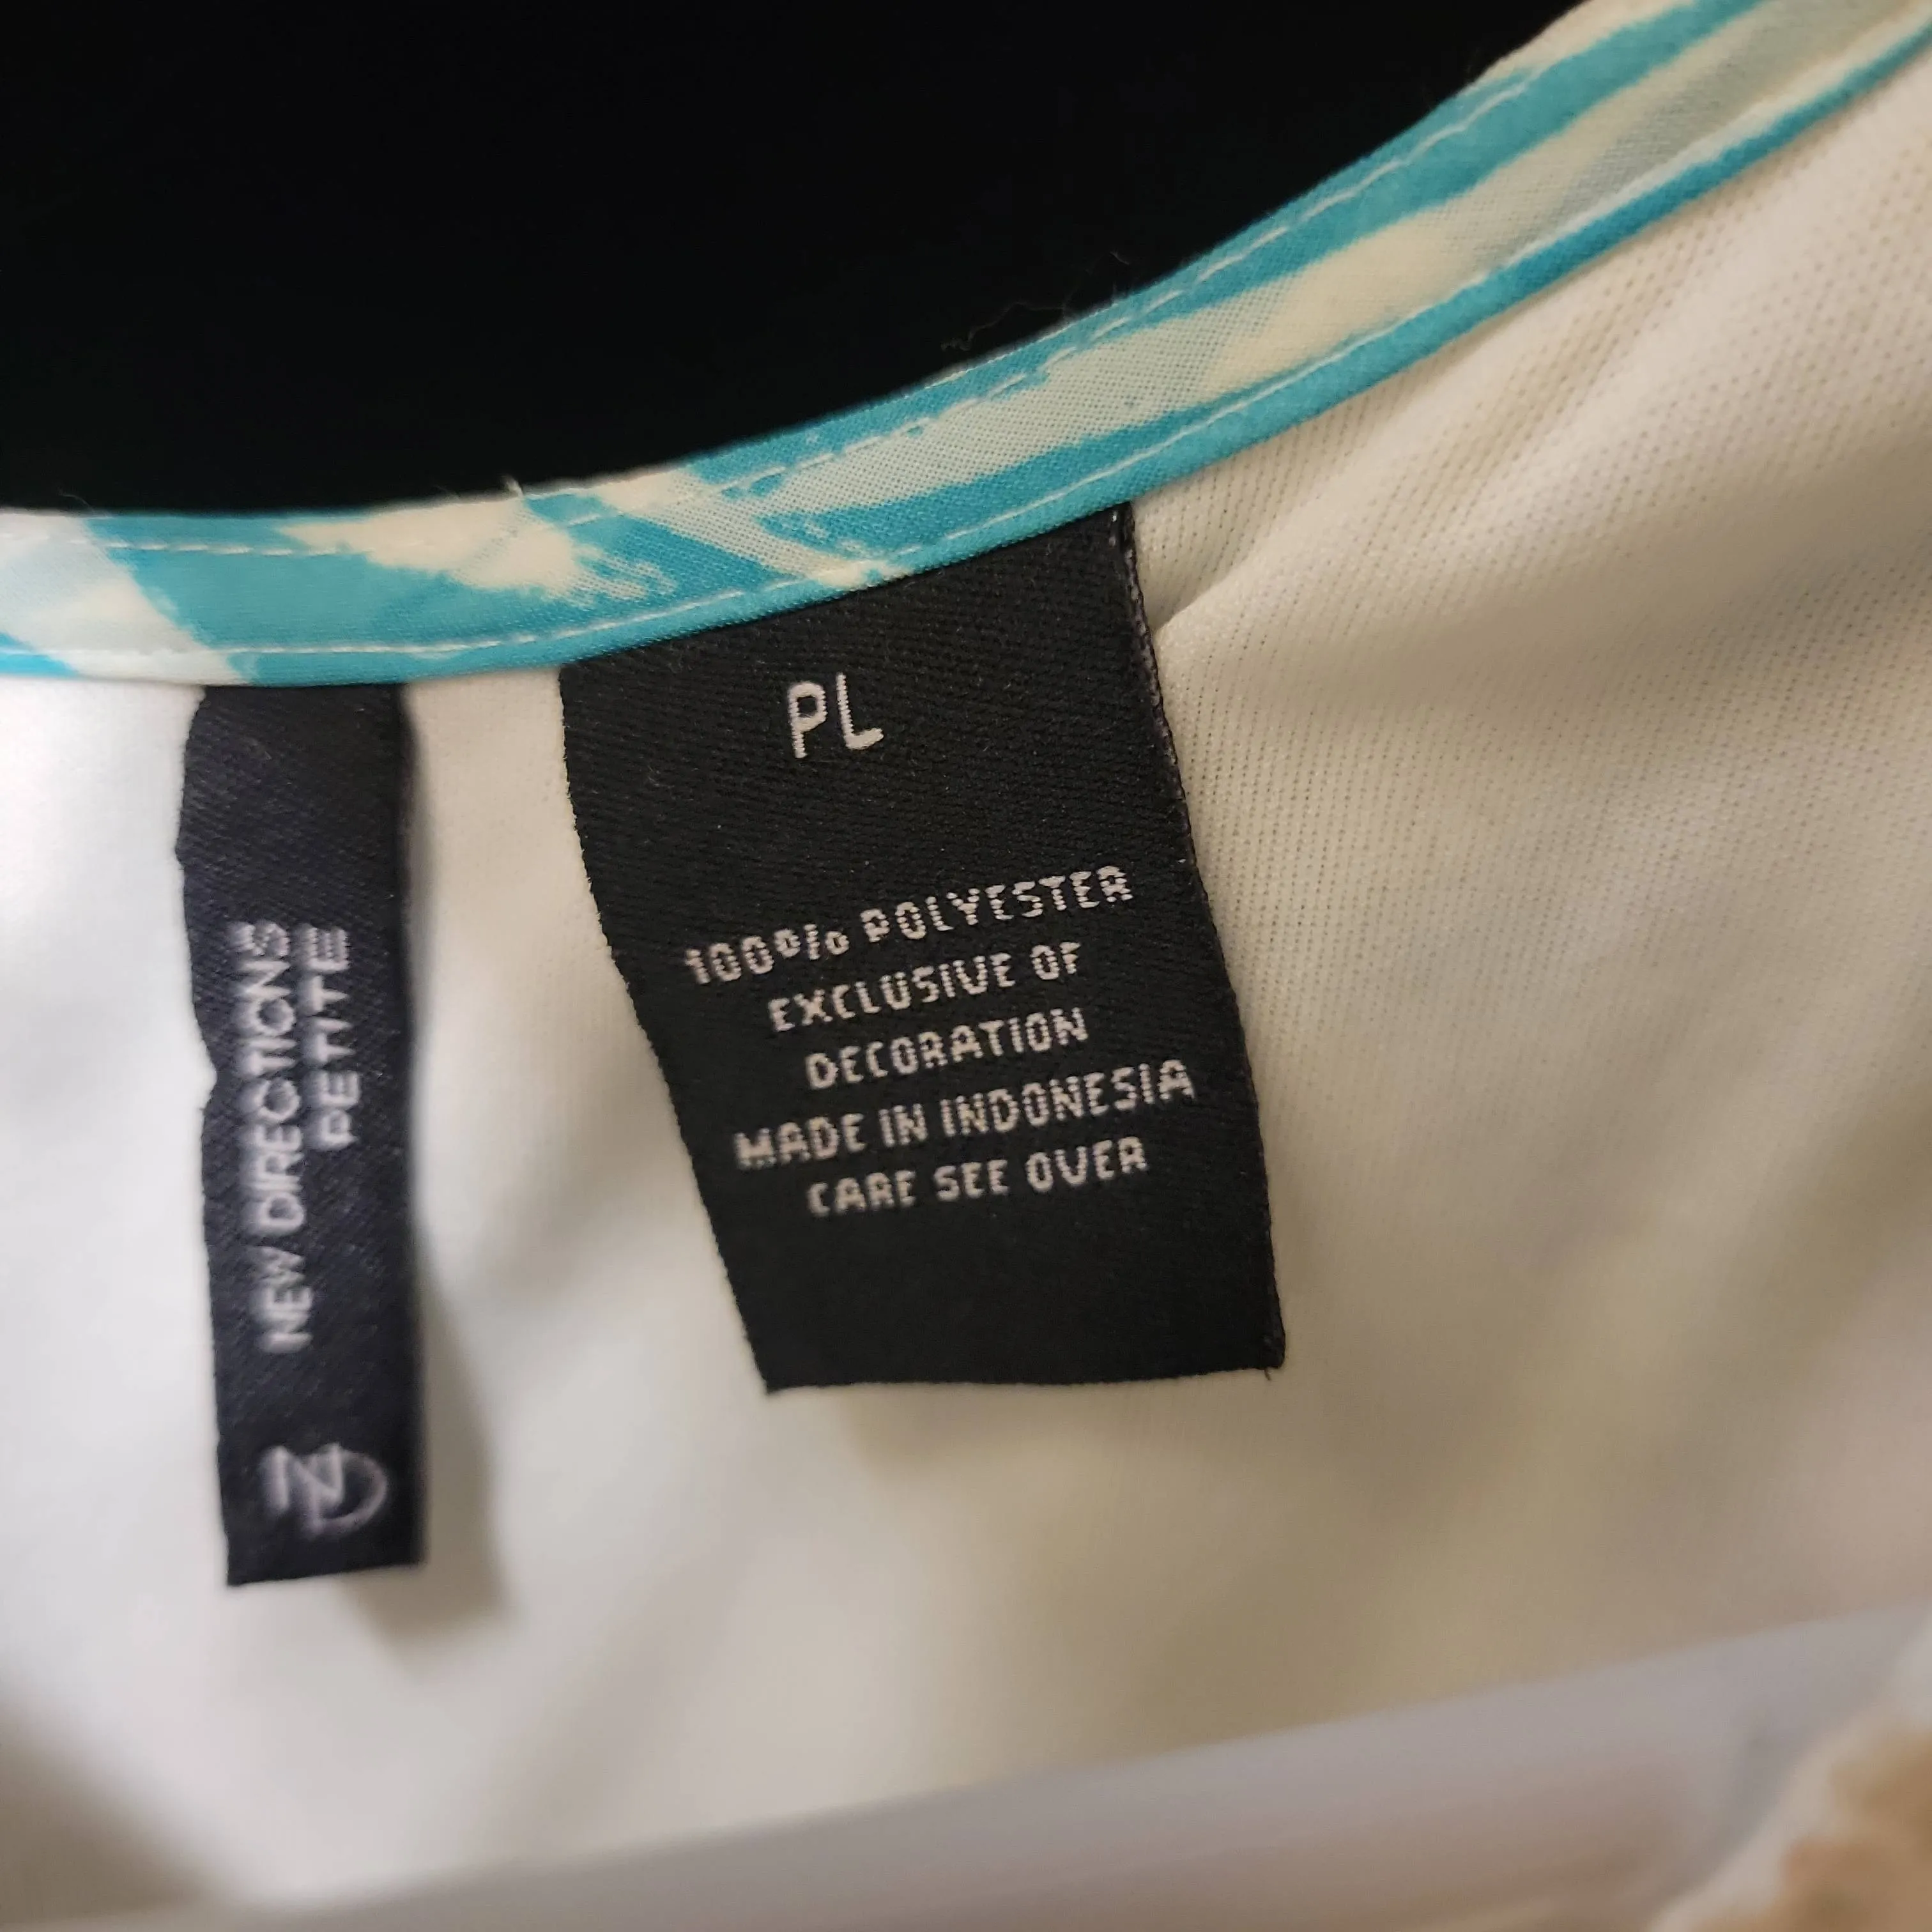 PL
100% POLYESTER
EXCLUSIVE OF
DECORATION
MADE IN INDONESIA
CARE SEE OVER
NEW DIRECTIONS
PETITE
ND